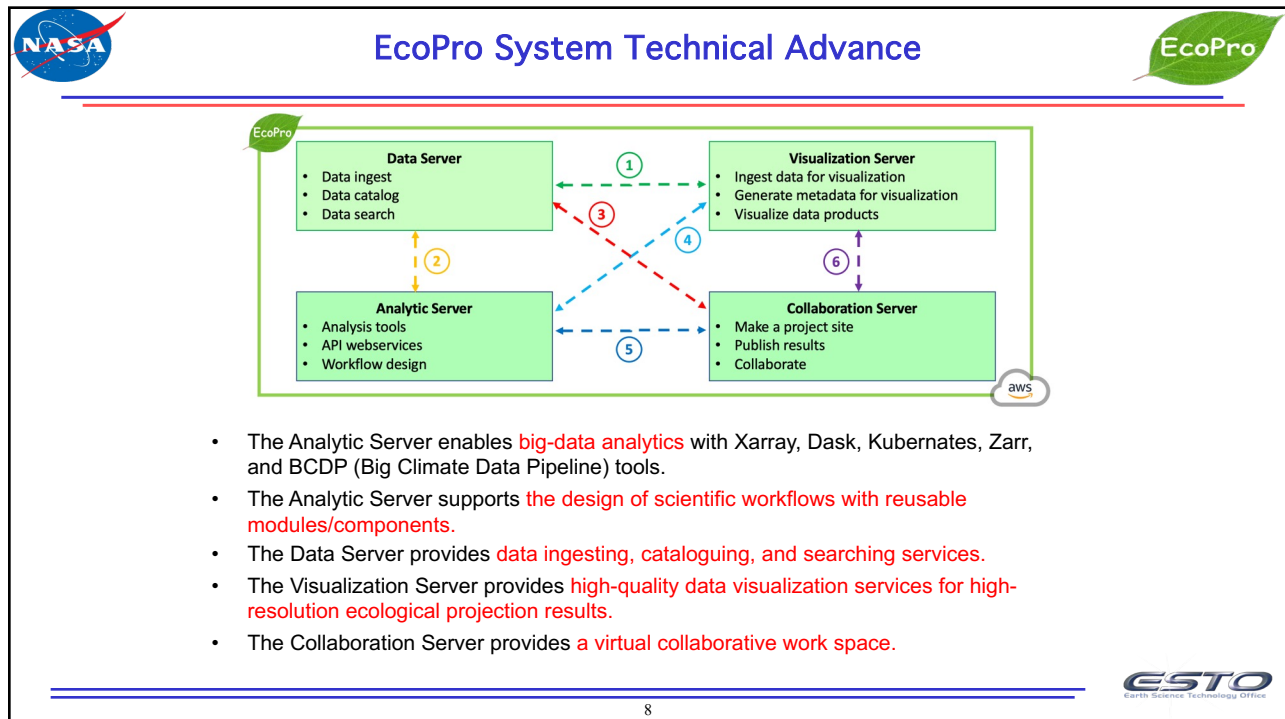 NASA
EcoPro System Technical Advance
EcoPro
EcoPro
Data Server
• Data ingest
• Data catalog
• Data search
1
Visualization Server
• Ingest data for visualization
• Generate metadata for visualization
• Visualize data products
3
4
2
6
Analytic Server
• Analysis tools
• API webservices
• Workflow design
5
Collaboration Server
• Make a project site
• Publish results
• Collaborate
aws
• The Analytic Server enables big-data analytics with Xarray, Dask, Kubernates, Zarr,
and BCDP (Big Climate Data Pipeline) tools.
• The Analytic Server supports the design of scientific workflows with reusable
modules/components.
• The Data Server provides data ingesting, cataloguing, and searching services.
• The Visualization Server provides high-quality data visualization services for high-
resolution ecological projection results.
• The Collaboration Server provides a virtual collaborative work space.
ESTO
Earth Science Technology Office
8